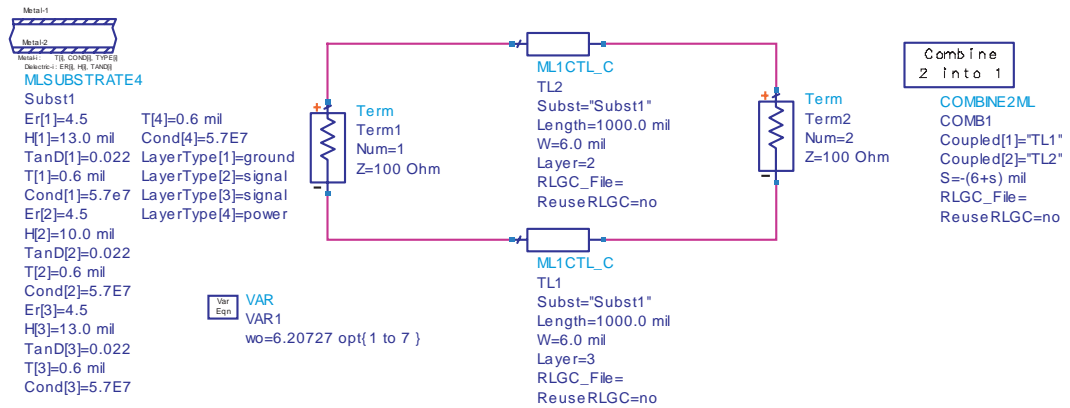 Metal-1
Metal-2
Metal-i: T[i], COND[i], TYPE[i]
Dielectric-i: ER[i], H[i], TAND[i]
MLSUBSTRATE4
Subst1
Er[1]=4.5
H[1]=13.0 mil
TanD[1]=0.022
T[1]=0.6 mil
Cond[1]=5.7e7
Er[2]=4.5
H[2]=10.0 mil
TanD[2]=0.022
T[2]=0.6 mil
Cond[2]=5.7E7
Er[3]=4.5
H[3]=13.0 mil
TanD[3]=0.022
T[3]=0.6 mil
Cond[3]=5.7E7
T[4]=0.6 mil
Cond[4]=5.7E7
LayerType[1]=ground
LayerType[2]=signal
LayerType[3]=signal
LayerType[4]=power
Var
Eqn
VAR
VAR1
wo=6.20727 opt{ 1 to 7 }
+
-
Term
Term1
Num=1
Z=100 Ohm
ML1CTL_C
TL2
Subst="Subst1"
Length=1000.0 mil
W=6.0 mil
Layer=2
RLGC_File=
ReuseRLGC=no
ML1CTL_C
TL1
Subst="Subst1"
Length=1000.0 mil
W=6.0 mil
Layer=3
RLGC_File=
ReuseRLGC=no
+
-
Term
Term2
Num=2
Z=100 Ohm
Combine
2 into 1
COMBINE2ML
COMB1
Coupled[1]="TL1"
Coupled[2]="TL2"
S=-(6+s) mil
RLGC_File=
ReuseRLGC=no